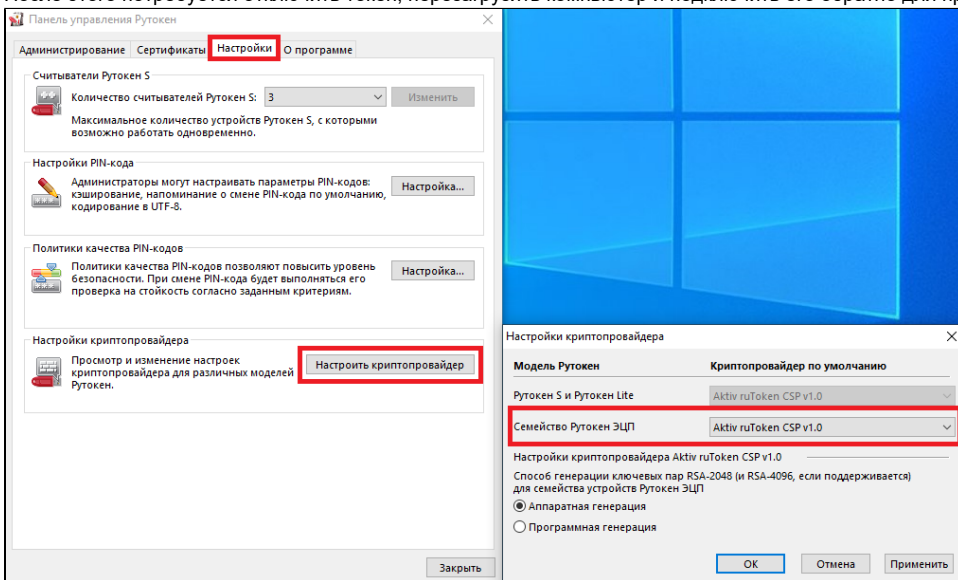 Панель управления Рутокен
Администрирование Сертификаты Настройки О программе
Считыватели Рутокен S
Количество считывателей Рутокен S: 3 Изменить
Максимальное количество устройств Рутокен S, с которыми
возможно работать одновременно.
Настройки PIN-кода
Администраторы могут настраивать параметры PIN-кодов:
кэширование, напоминание о смене PIN-кода по умолчанию,
кодирование в UTF-8.
Настройка...
Политики качества PIN-кодов
Политики качества PIN-кодов позволяют повысить уровень
безопасности. При смене PIN-кода будет выполняться его
проверка на стойкость согласно заданным критериям.
Настройка...
Настройки криптопровайдера
Просмотр и изменение настроек
криптопровайдера для различных моделей
Рутокен.
Настроить криптопровайдер
Закрыть
Настройки криптопровайдера
Модель Рутокен Криптопровайдер по умолчанию
Рутокен S и Рутокен Lite Aktiv ruToken CSP v1.0
Семейство Рутокен ЭЦП Aktiv ruToken CSP v1.0
Настройки криптопровайдера Aktiv ruToken CSP v1.0
Способ генерации ключевых пар RSA-2048 (и RSA-4096, если поддерживается)
для семейства устройств Рутокен ЭЦП
Аппаратная генерация
Программная генерация
ОК Отмена Применить